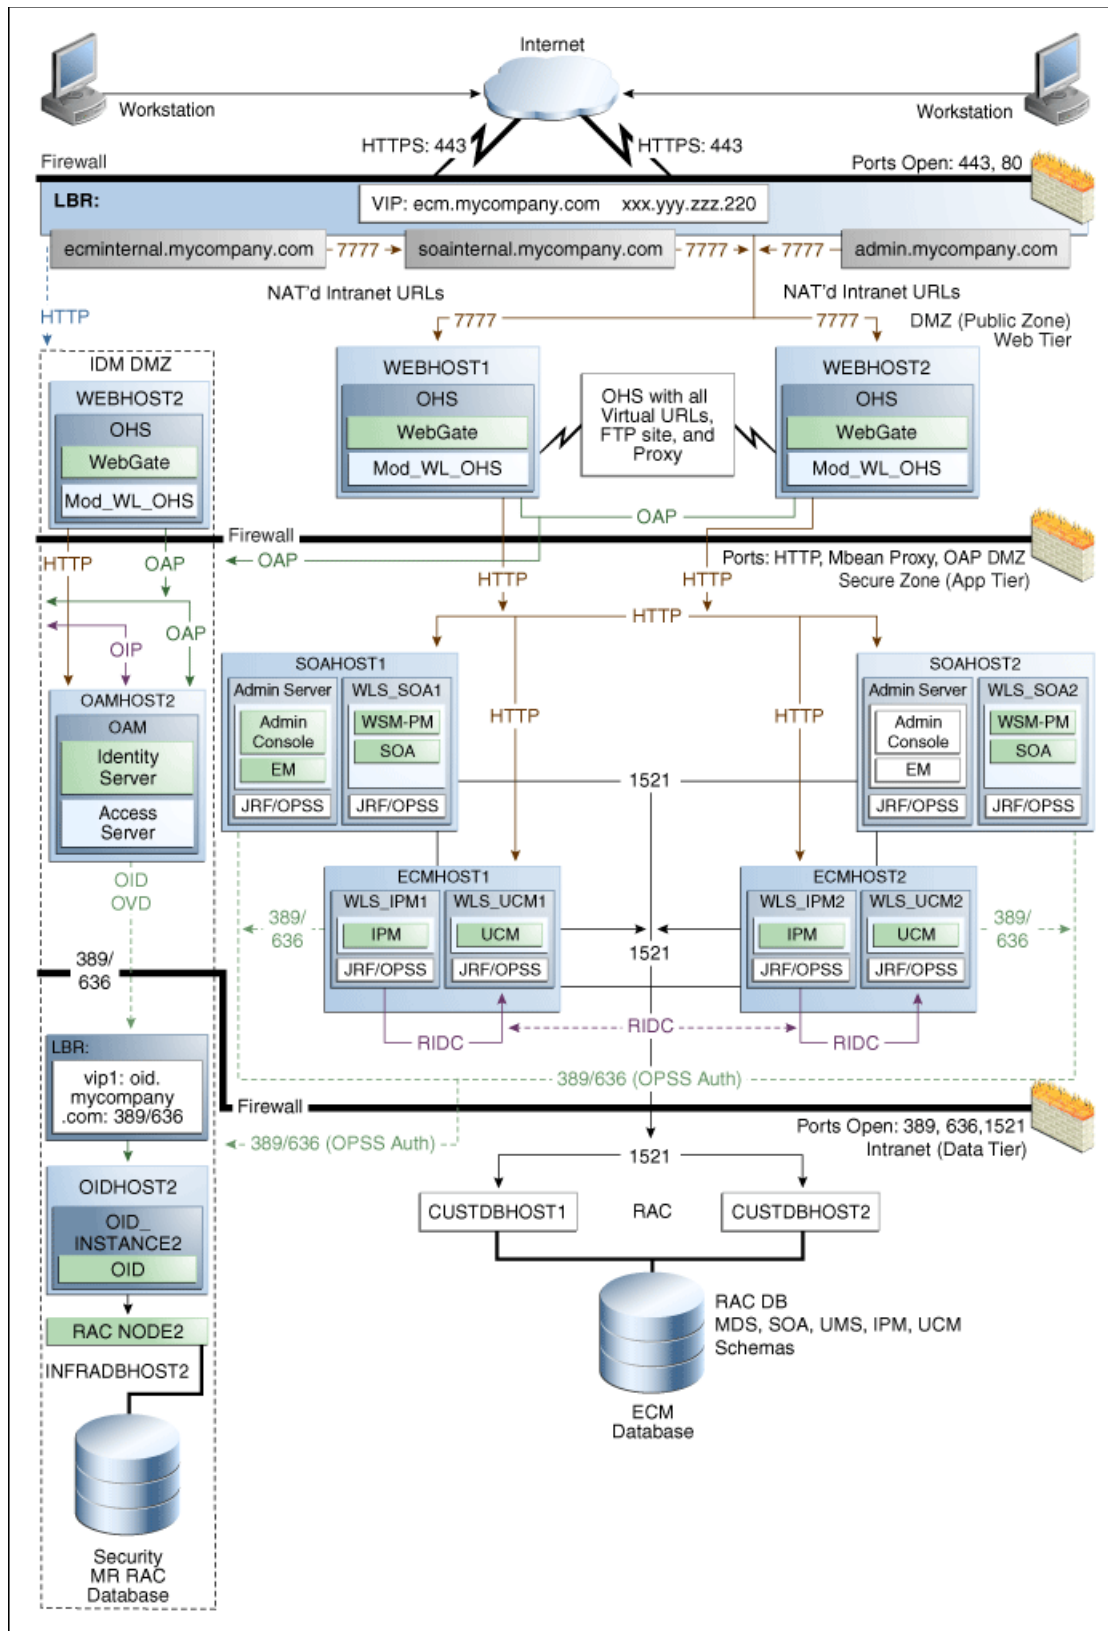 Internet
Workstation
Workstation
HTTPS: 443
HTTPS: 443
Firewall
Ports Open: 443, 80
LBR:
VIP: ecm.mycompany.com xxx.yyy.zzz.220
ecminternal.mycompany.com
7777
soainternal.mycompany.com
7777
7777
admin.mycompany.com
NAT'd Intranet URLs
NAT'd Intranet URLs
HTTP
7777
7777
DMZ (Public Zone)
Web Tier
IDM DMZ
WEBHOST2
OHS
WebGate
Mod_WL_OHS
WEBHOST1
OHS
WebGate
Mod_WL_OHS
OHS with all
Virtual URLs,
FTP site, and
Proxy
WEBHOST2
OHS
WebGate
Mod_WL_OHS
OAP
Firewall
HTTP
OAP
OAP
Ports: HTTP, Mbean Proxy, OAP DMZ
Secure Zone (App Tier)
HTTP
HTTP
HTTP
OAP
OIP
OAMHOST2
OAM
Identity
Server
Access
Server
OID
OVD
SOAHOST1
Admin Server
Admin
Console
EM
JRF/OPSS
WLS_SOA1
WSM-PM
SOA
JRF/OPSS
HTTP
HTTP
SOAHOST2
Admin Server
Admin
Console
EM
JRF/OPSS
WLS_SOA2
WSM-PM
SOA
JRF/OPSS
1521
ECMHOST1
WLS_IPM1
IPM
JRF/OPSS
WLS_UCM1
UCM
JRF/OPSS
389/
636
1521
ECMHOST2
WLS_IPM2
IPM
JRF/OPSS
WLS_UCM2
UCM
JRF/OPSS
389/
636
389/
636
RIDC
RIDC
RIDC
389/636 (OPSS Auth)
LBR:
vip1: oid.
mycompany
.com: 389/636
Firewall
Ports Open: 389, 636,1521
Intranet (Data Tier)
389/636 (OPSS Auth)
1521
OIDHOST2
OID_
INSTANCE2
OID
CUSTDBHOST1
RAC
CUSTDBHOST2
RAC NODE2
INFRADBHOST2
RAC DB
MDS, SOA, UMS, IPM, UCM
Schemas
ECM
Database
Security
MR RAC
Database